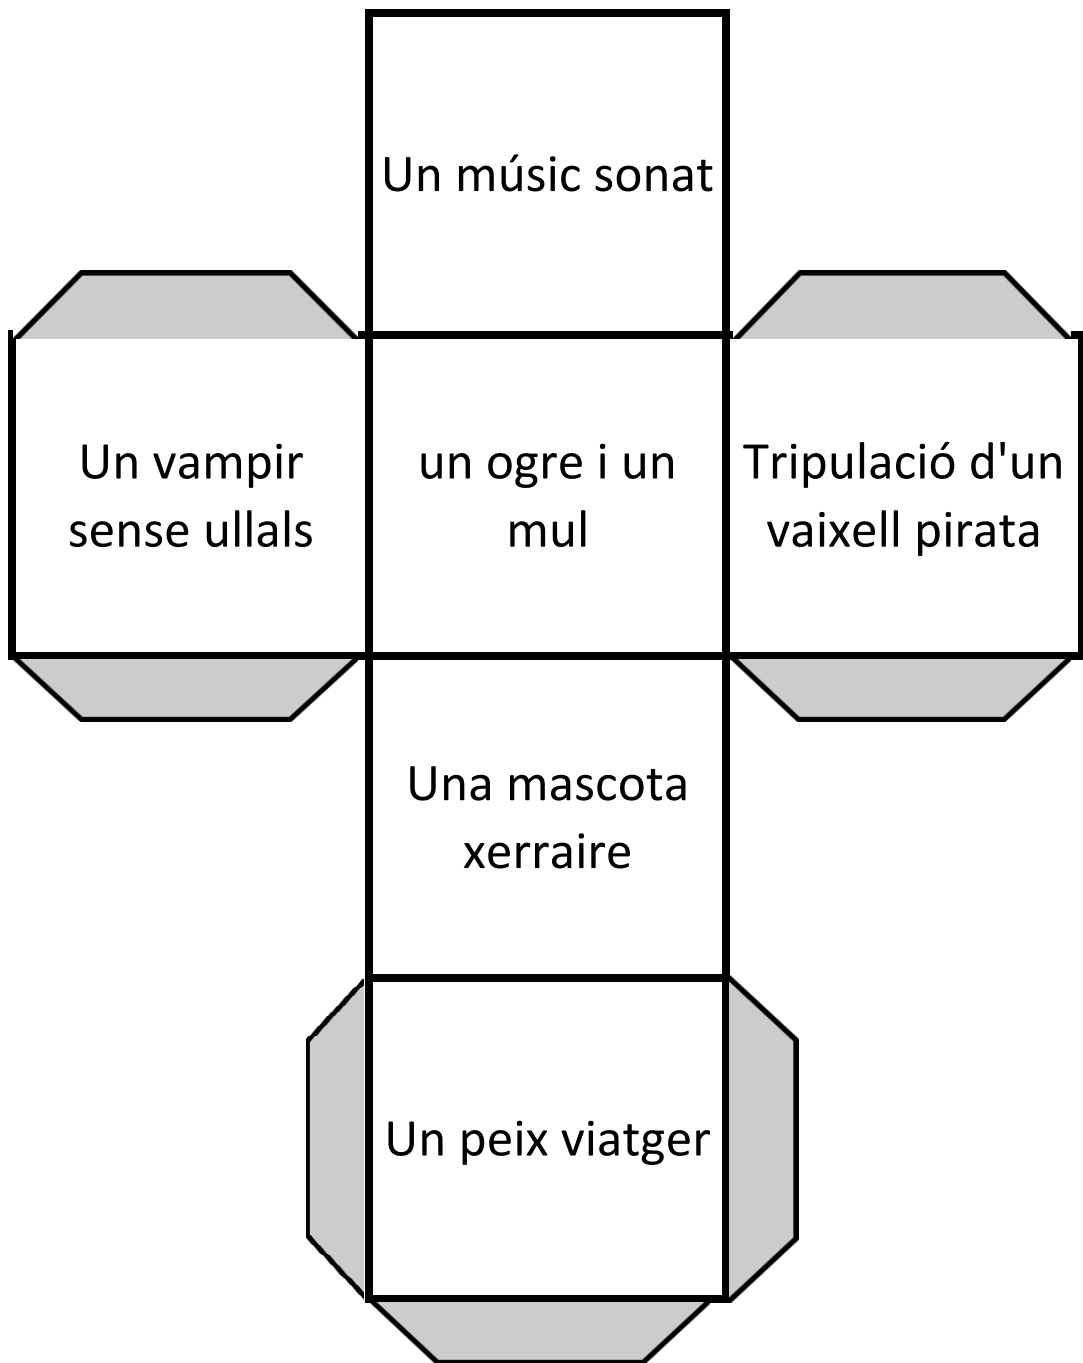 Un músic sonat
Un vampir
sense ullals
un ogre i un
mul
Tripulació d'un
vaixell pirata
Una mascota
xerraire
Un peix viatger